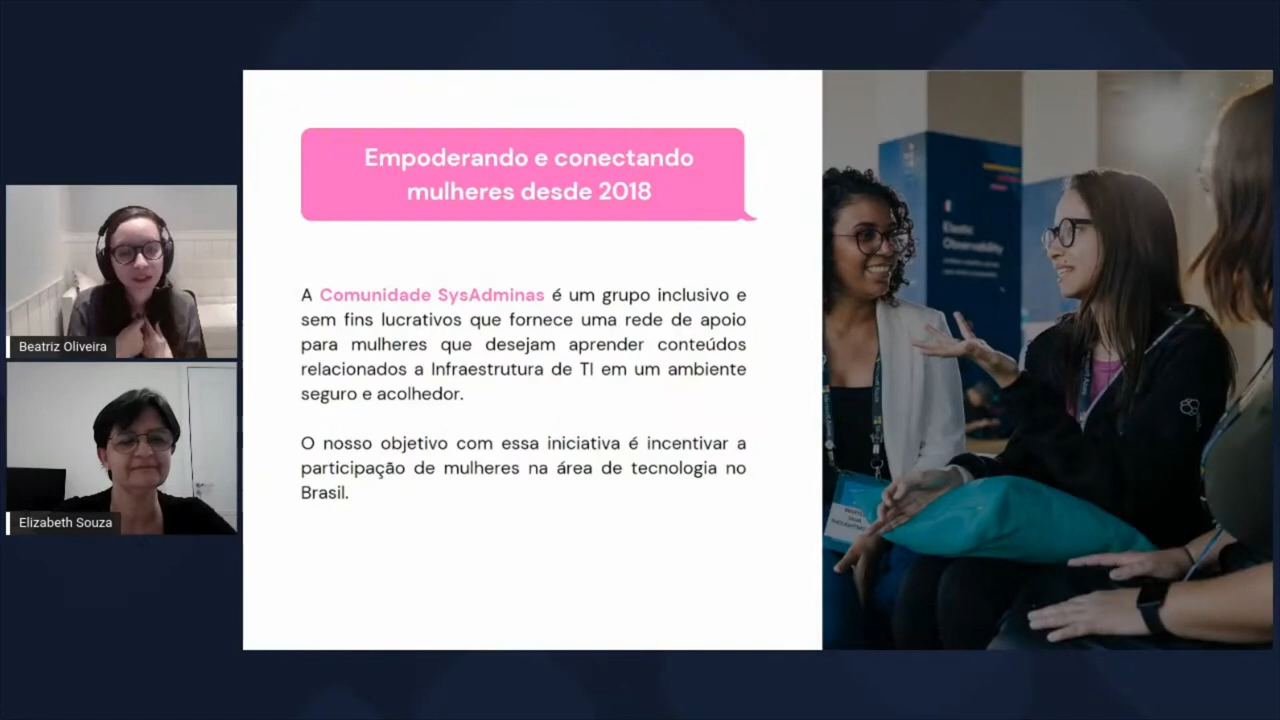 Empoderando e conectando
mulheres desde 2018
A Comunidade SysAdminas é um grupo inclusivo e
sem fins lucrativos que fornece uma rede de apoio
para mulheres que desejam aprender conteúdos
relacionados a Infraestrutura de TI em um ambiente
seguro e acolhedor.
O nosso objetivo com essa iniciativa é incentivar a
participação de mulheres na área de tecnologia no
Brasil.
Beatriz Oliveira
Elizabeth Souza
Elastic
Observability